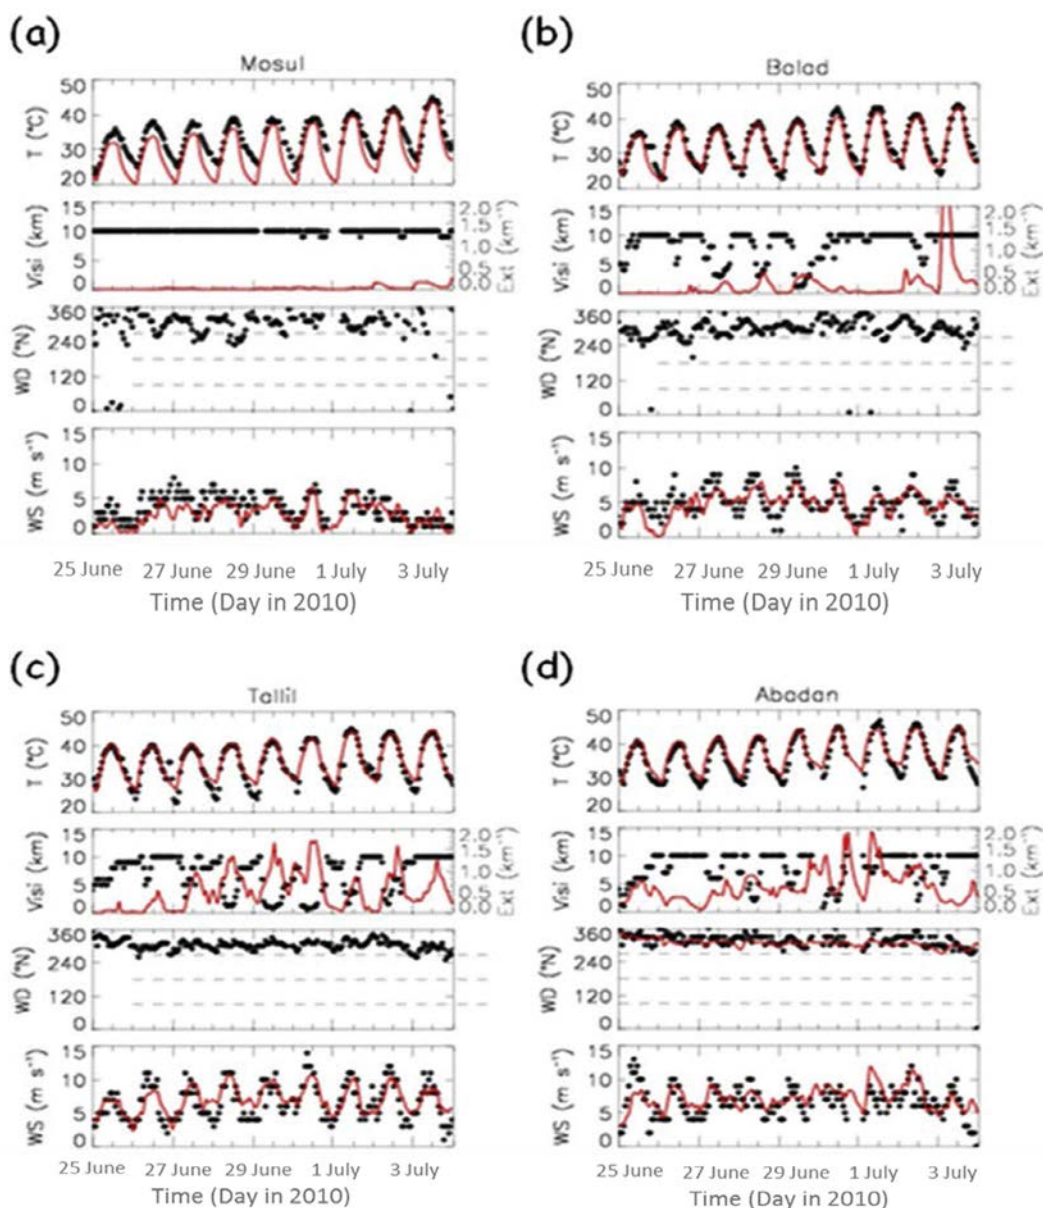 (a)
Mosul
50
40
30
20
T (°C)
15
10
5
0
Visi (km)
2.0
1.5
1.0
0.5
0.0
Ext (km⁻¹)
360
240
120
0
WD (°N)
15
10
5
0
WS (m s⁻¹)
25 June 27 June 29 June 1 July 3 July
Time (Day in 2010)
(b)
Balad
50
40
30
20
T (°C)
15
10
5
0
Visi (km)
2.0
1.5
1.0
0.5
0.0
Ext (km⁻¹)
360
240
120
0
WD (°N)
15
10
5
0
WS (m s⁻¹)
25 June 27 June 29 June 1 July 3 July
Time (Day in 2010)
(c)
Tallil
50
40
30
20
T (°C)
15
10
5
0
Visi (km)
2.0
1.5
1.0
0.5
0.0
Ext (km⁻¹)
360
240
120
0
WD (°N)
15
10
5
0
WS (m s⁻¹)
25 June 27 June 29 June 1 July 3 July
Time (Day in 2010)
(d)
Abadan
50
40
30
20
T (°C)
15
10
5
0
Visi (km)
2.0
1.5
1.0
0.5
0.0
Ext (km⁻¹)
360
240
120
0
WD (°N)
15
10
5
0
WS (m s⁻¹)
25 June 27 June 29 June 1 July 3 July
Time (Day in 2010)